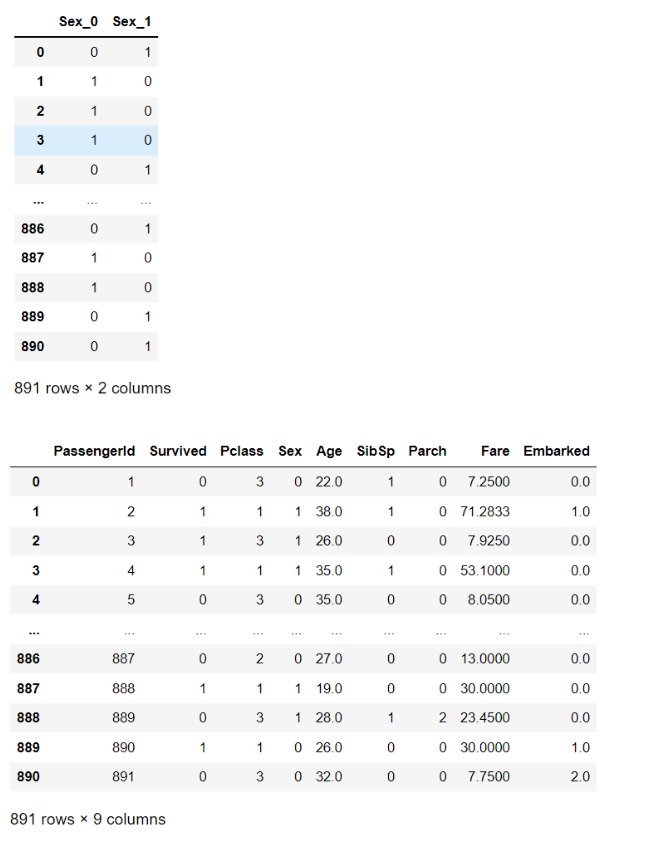 Sex_0 Sex_1
0 0 1
1 1 0
2 1 0
3 1 0
4 0 1
... ... ...
886 0 1
887 1 0
888 1 0
889 0 1
890 0 1
891 rows × 2 columns
PassengerId Survived Pclass Sex Age SibSp Parch Fare Embarked
0 1 0 3 0 22.0 1 0 7.2500 0.0
1 2 1 1 1 38.0 1 0 71.2833 1.0
2 3 1 3 1 26.0 0 0 7.9250 0.0
3 4 1 1 1 35.0 1 0 53.1000 0.0
4 5 0 3 0 35.0 0 0 8.0500 0.0
... ... ... ... ... ... ... ... ... ...
886 887 0 2 0 27.0 0 0 13.0000 0.0
887 888 1 1 1 19.0 0 0 30.0000 0.0
888 889 0 3 1 28.0 1 2 23.4500 0.0
889 890 1 1 0 26.0 0 0 30.0000 1.0
890 891 0 3 0 32.0 0 0 7.7500 2.0
891 rows × 9 columns